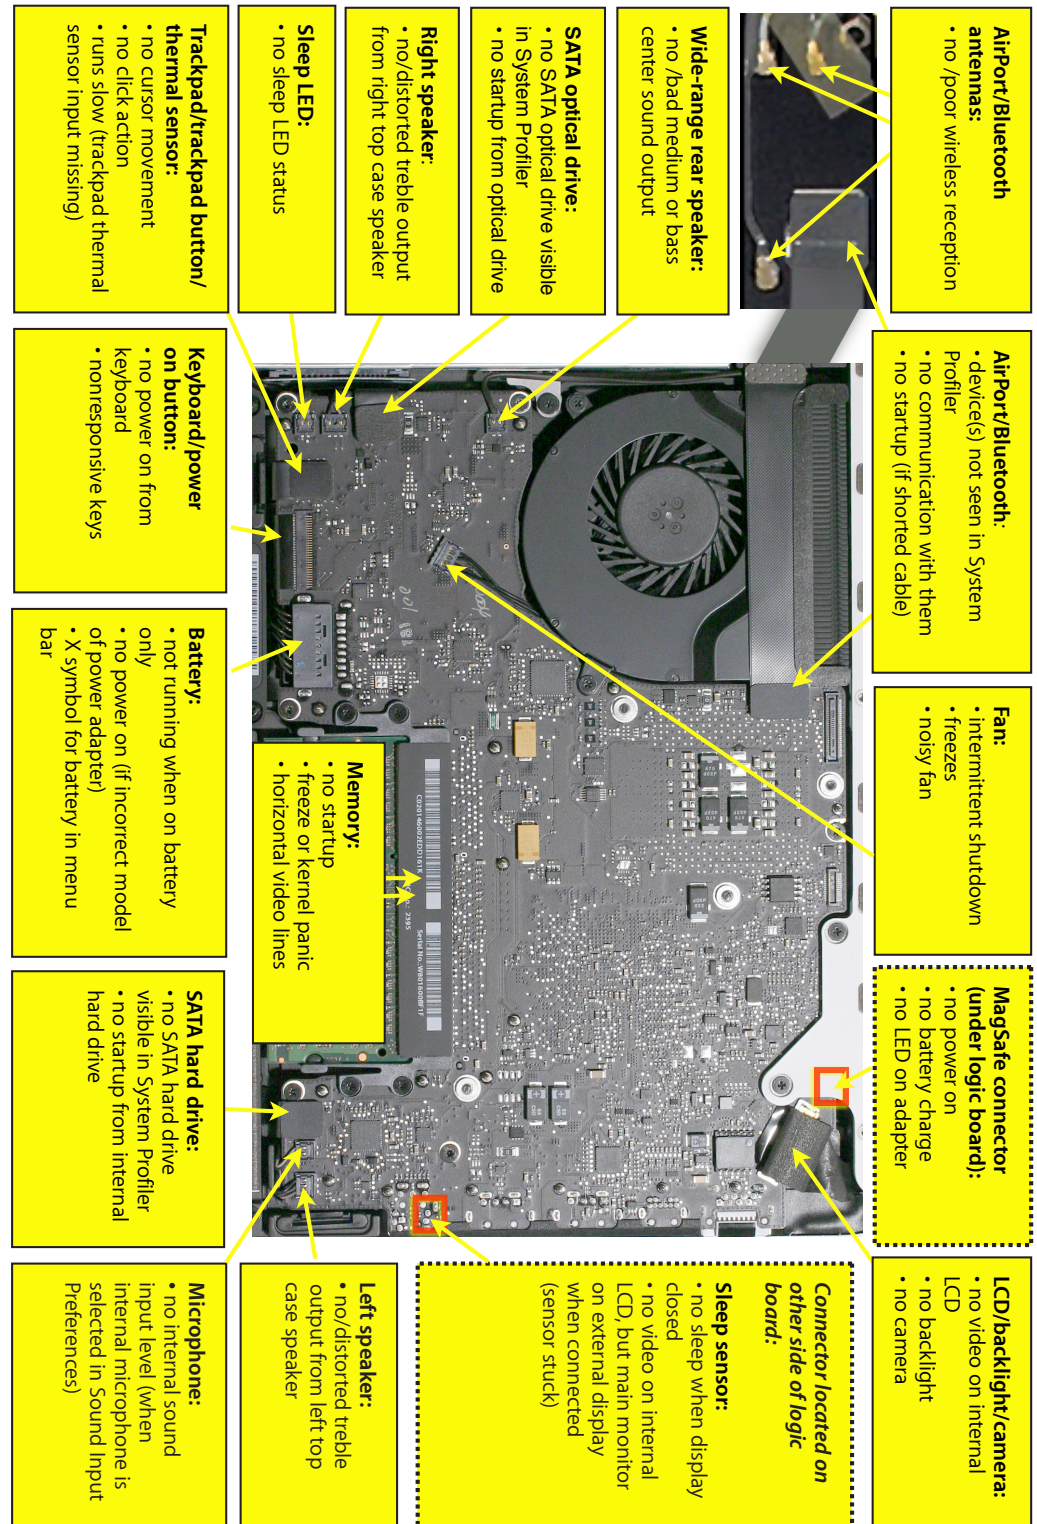 AirPort/Bluetooth
antennas:
• no /poor wireless reception
AirPort/Bluetooth:
• device(s) not seen in System
Profiler
• no communication with them
• no startup (if shorted cable)
Fan:
• intermittent shutdown
• freezes
• noisy fan
MagSafe connector
(under logic board):
• no power on
• no battery charge
• no LED on adapter
LCD/backlight/camera:
• no video on internal
LCD
• no backlight
• no camera
Wide-range rear speaker:
• no /bad medium or bass
center sound output
SATA optical drive:
• no SATA optical drive visible
in System Profiler
• no startup from optical drive
Right speaker:
• no/distorted treble output
from right top case speaker
Sleep LED:
• no sleep LED status
Connector located on
other side of logic
board:
Sleep sensor:
• no sleep when display
closed
• no video on internal
LCD, but main monitor
on external display
when connected
(sensor stuck)
Memory:
• no startup
• freeze or kernel panic
• horizontal video lines
2395
Serial No.:
Left speaker:
• no/distorted treble
output from left top
case speaker
Trackpad/trackpad button/
thermal sensor:
• no cursor movement
• no click action
• runs slow (trackpad thermal
sensor input missing)
Keyboard/power
on button:
• no power on from
keyboard
• nonresponsive keys
Battery:
• not running when on battery
only
• no power on (if incorrect model
of power adapter)
• X symbol for battery in menu
bar
SATA hard drive:
• no SATA hard drive
visible in System Profiler
• no startup from internal
hard drive
Microphone:
• no internal sound
input level (when
internal microphone is
selected in Sound Input
Preferences)